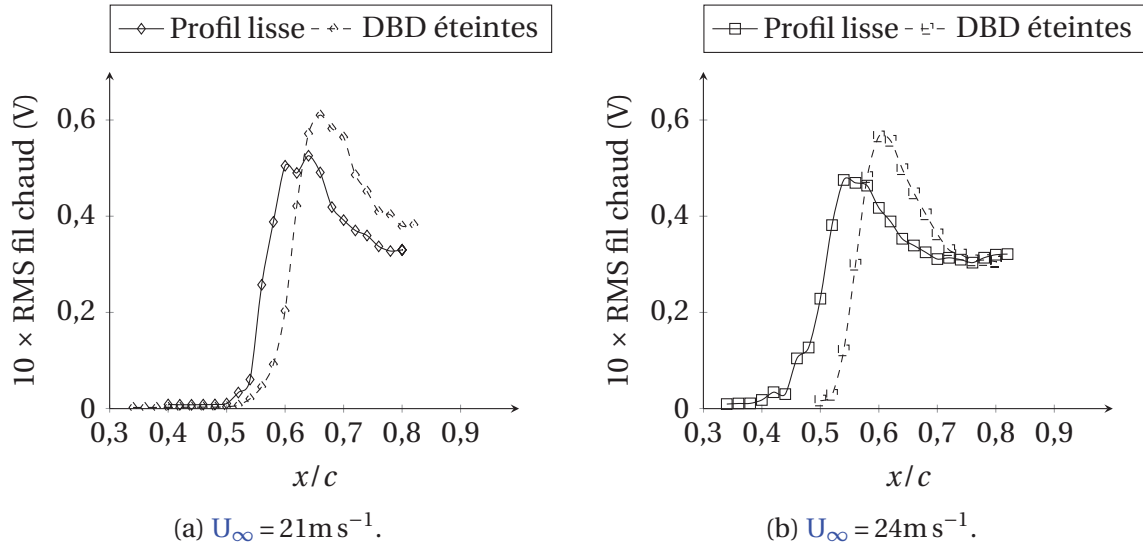 Profil lisse DBD éteintes
10 × RMS fil chaud (V)
0,6
0,4
0,2
0
0,3 0,4 0,5 0,6 0,7 0,8 0,9
x/c
(a) U∞ = 21 m s−1.
Profil lisse DBD éteintes
10 × RMS fil chaud (V)
0,6
0,4
0,2
0
0,3 0,4 0,5 0,6 0,7 0,8 0,9
x/c
(b) U∞ = 24 m s−1.